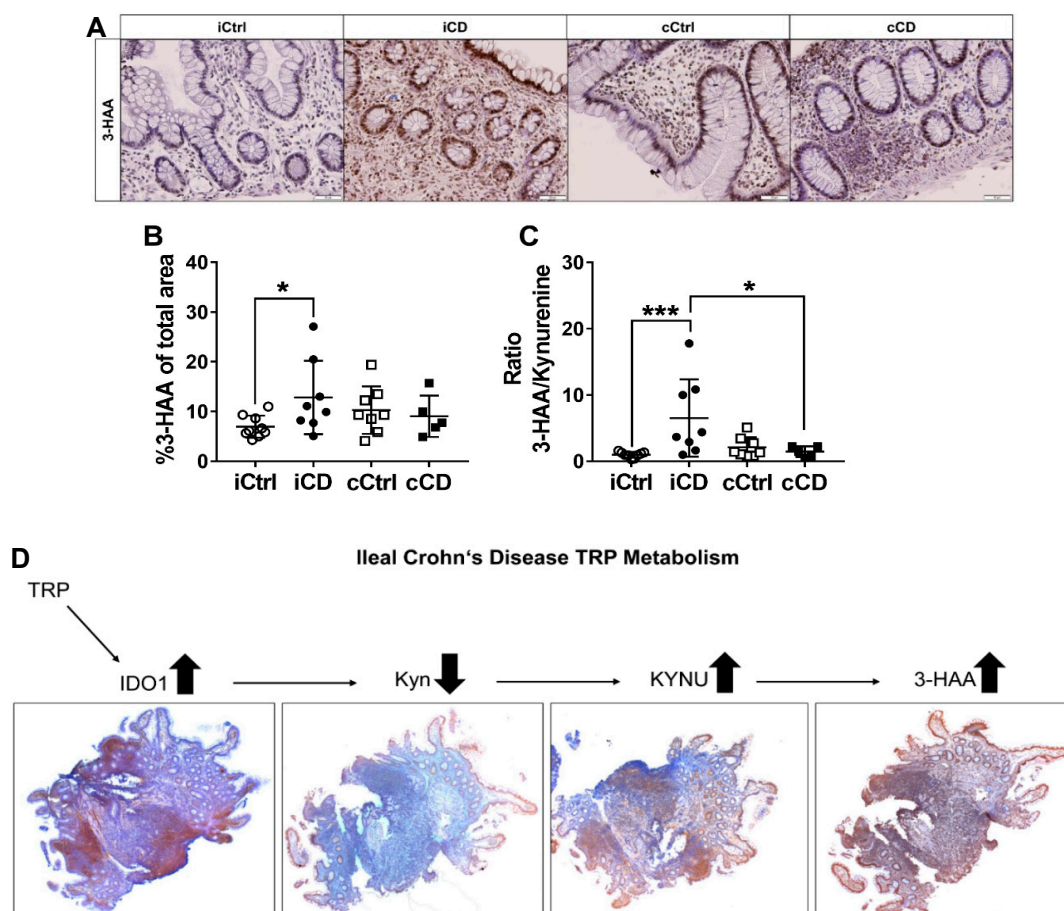 A
iCtrl
iCD
cCtrl
cCD
3-HAA
B
%3-HAA of total area
40
30
20
10
0
*
iCtrl
iCD
cCtrl
cCD
C
Ratio
3-HAA/Kynurenine
30
20
10
0
***
*
iCtrl
iCD
cCtrl
cCD
D
Ileal Crohn‘s Disease TRP Metabolism
TRP
IDO1
Kyn
KYNU
3-HAA